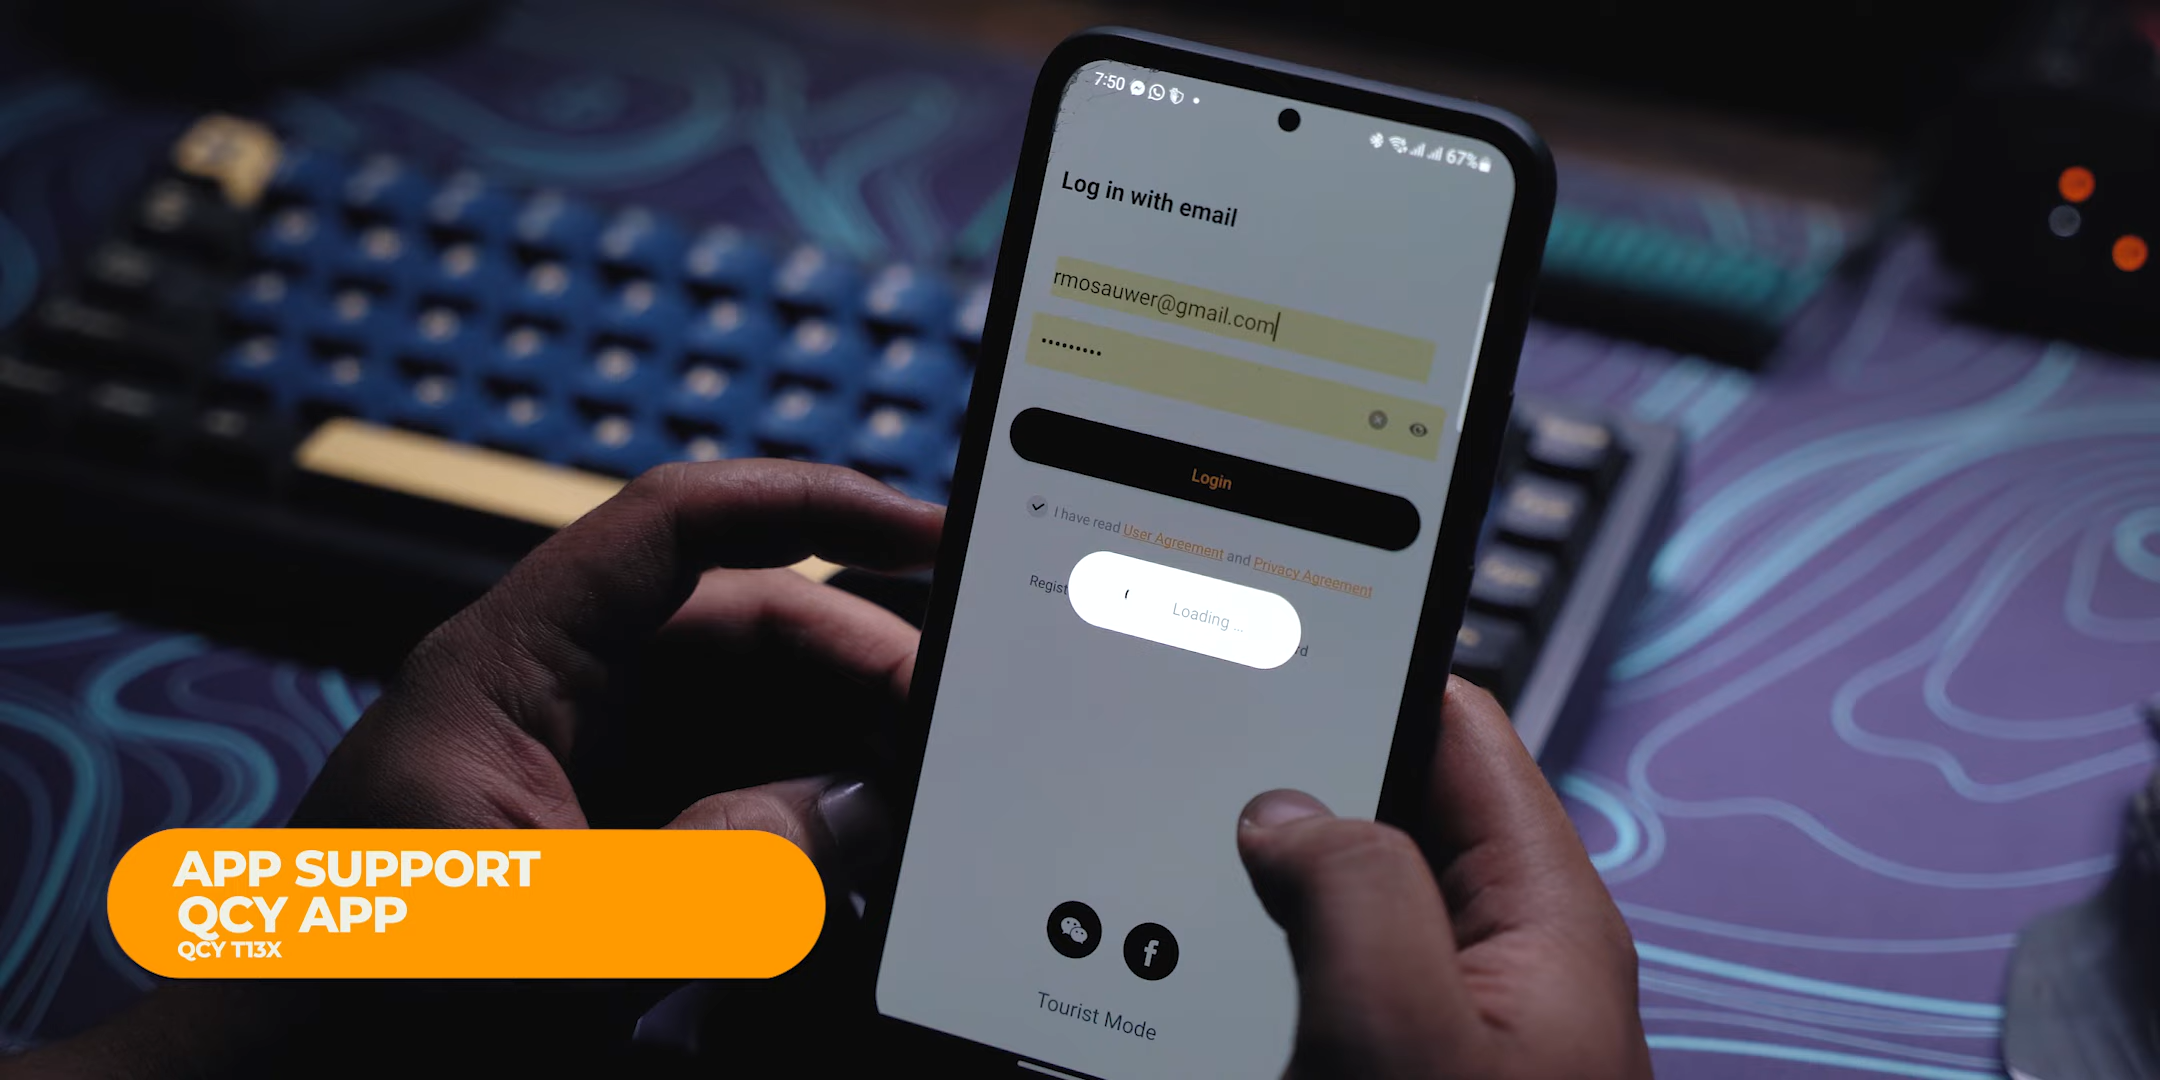 7:50
67%
Log in with email
rmosauwer@gmail.com
•••••••••
Login
I have read User Agreement and Privacy Agreement
Loading ...
Tourist Mode
APP SUPPORT
QCY APP
QCY T13X